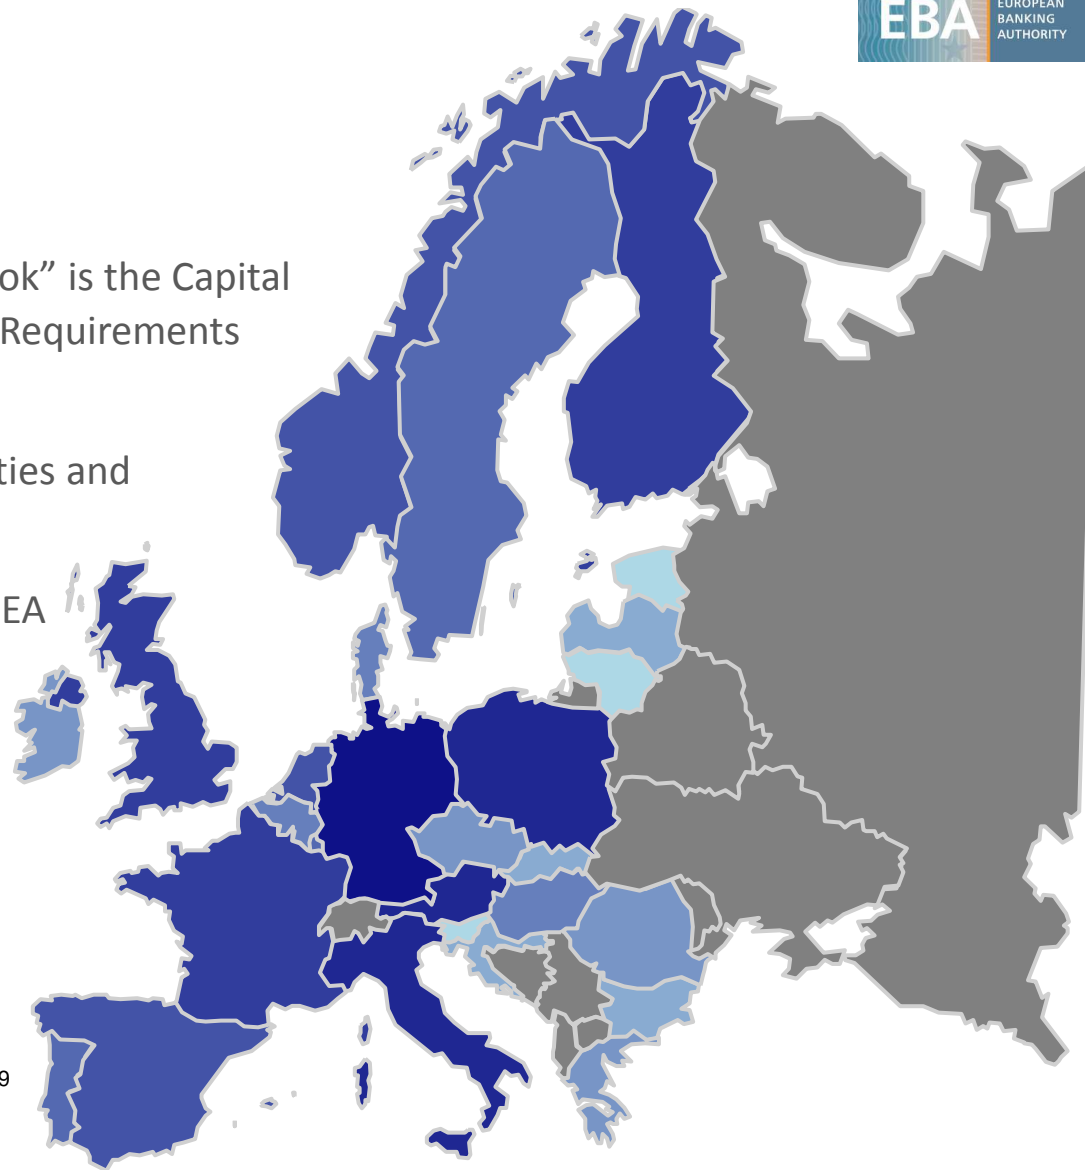 EBA
EUROPEAN
BANKING
AUTHORITY
ok” is the Capital
Requirements
ties and
EA
9